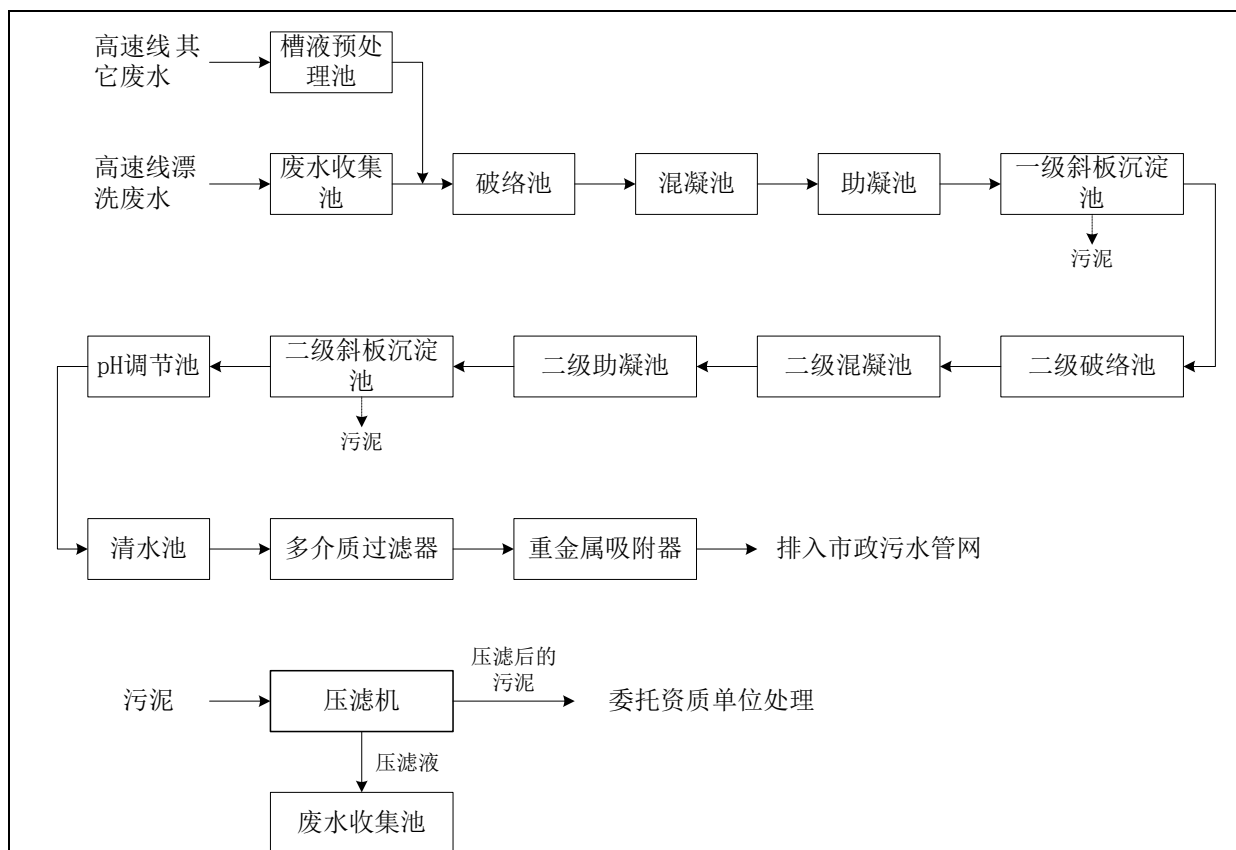 高速线 其
它废水
槽液预处
理池
高速线漂
洗废水
废水收集
池
破络池
混凝池
助凝池
一级斜板沉淀
池
污泥
pH调节池
二级斜板沉淀
池
二级助凝池
二级混凝池
二级破络池
污泥
清水池
多介质过滤器
重金属吸附器
排入市政污水管网
污泥
压滤机
压滤后的
污泥
委托资质单位处理
压滤液
废水收集池